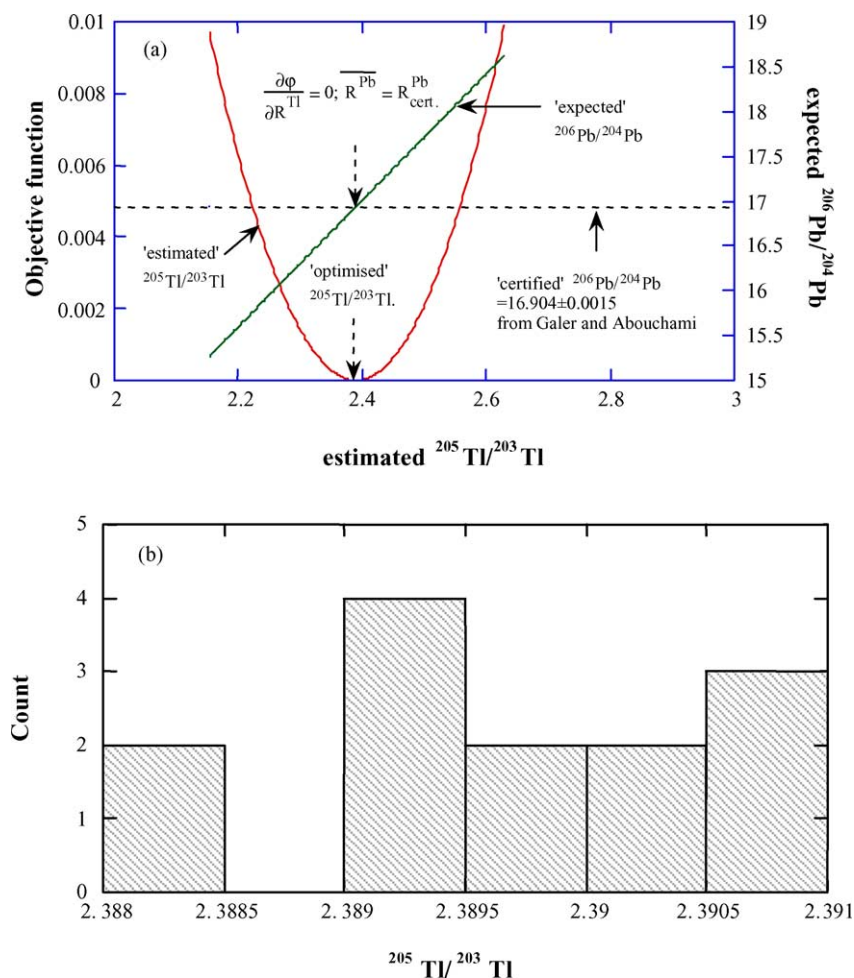 (a)
0.01
0.008
0.006
0.004
0.002
0
Objective function
19
18.5
18
17.5
17
16.5
16
15.5
15
expected ²⁰⁶Pb/²⁰⁴Pb
∂φ/∂R^Tl = 0; R̅^Pb = R^Pb_cert.
'expected'
²⁰⁶Pb/²⁰⁴Pb
'estimated'
²⁰⁵Tl/²⁰³Tl
'optimised'
²⁰⁵Tl/²⁰³Tl.
'certified' ²⁰⁶Pb/²⁰⁴Pb
=16.904±0.0015
from Galer and Abouchami
2 2.2 2.4 2.6 2.8 3
estimated ²⁰⁵Tl/²⁰³Tl
(b)
5
4
3
2
1
0
Count
2.388 2.3885 2.389 2.3895 2.39 2.3905 2.391
²⁰⁵Tl/²⁰³Tl